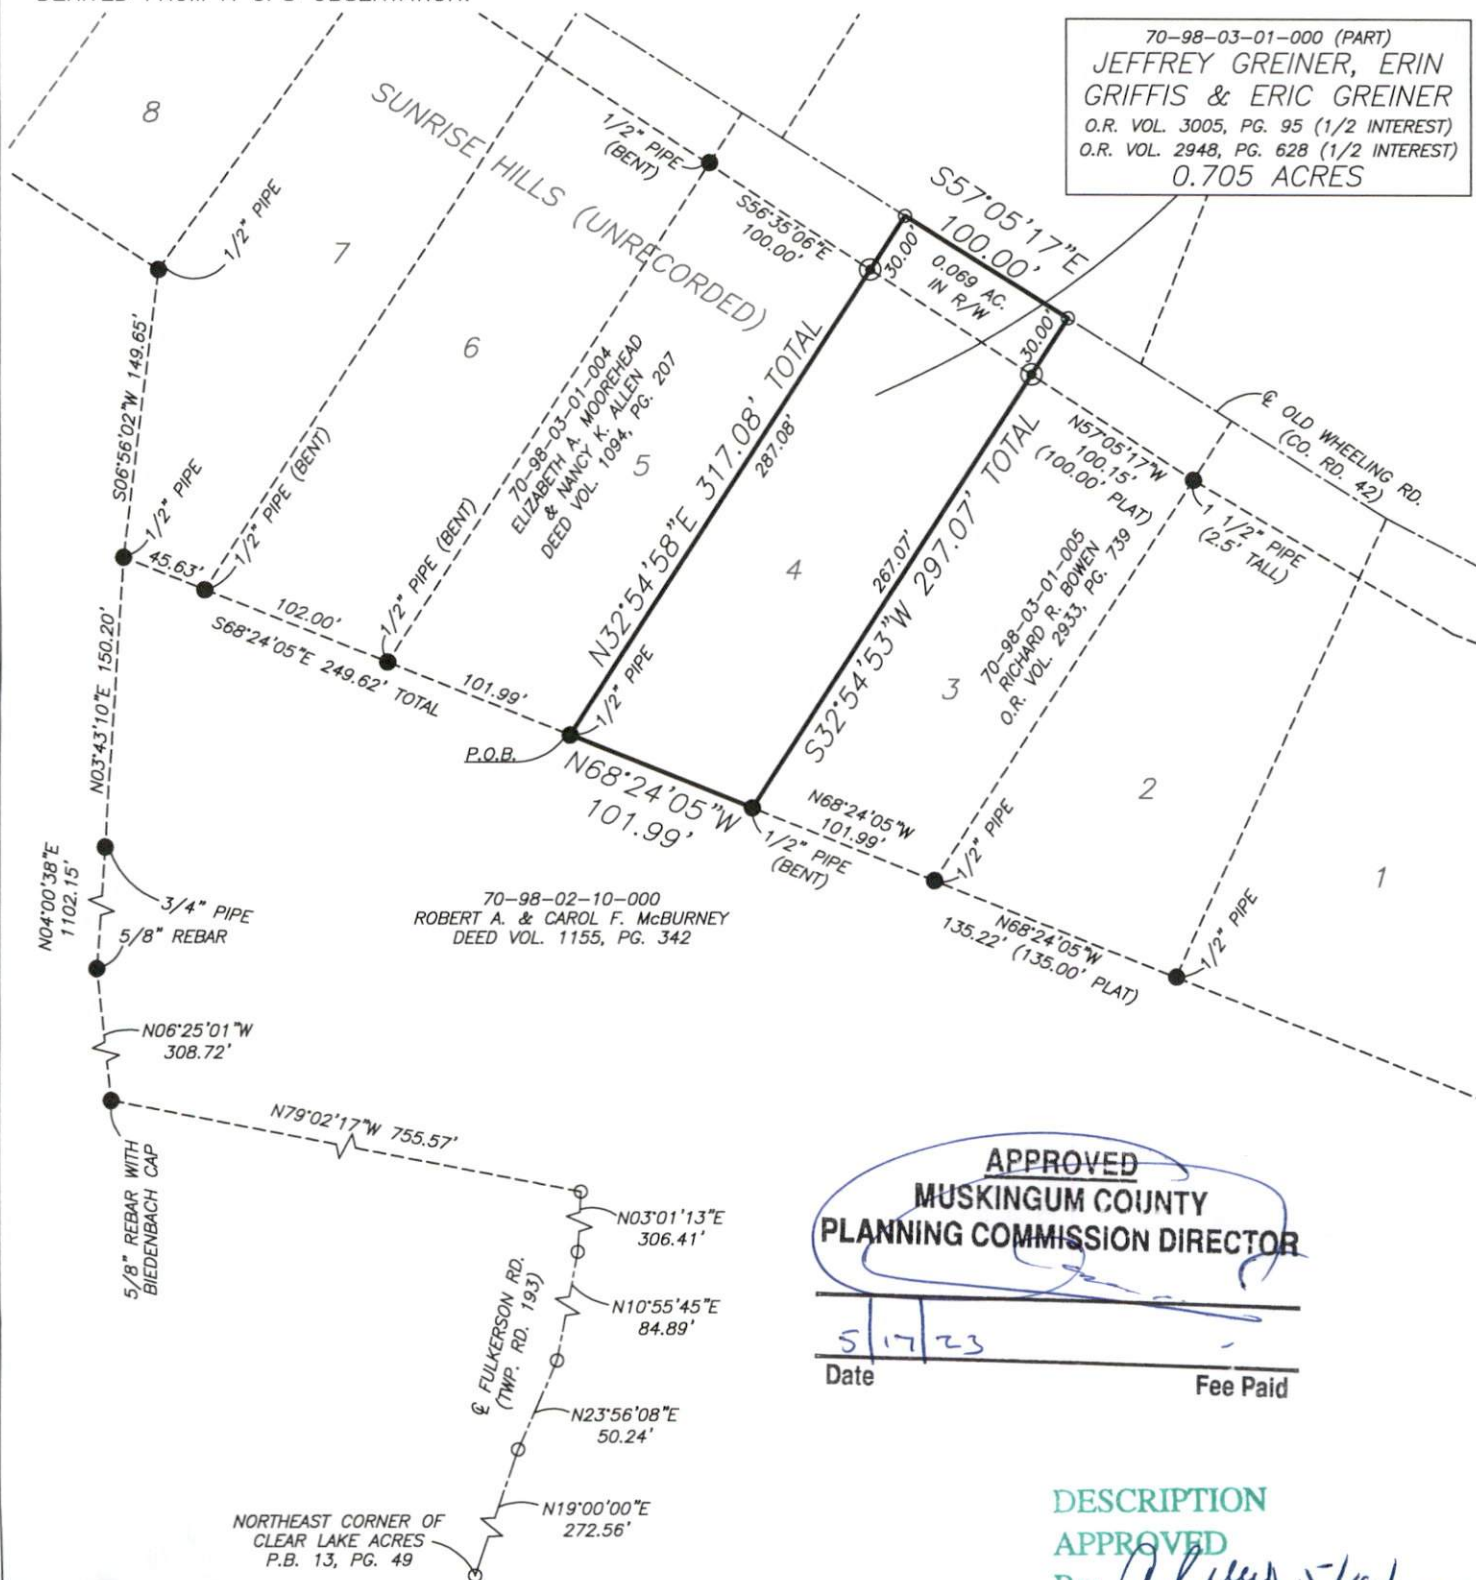 70-98-03-01-000 (PART)
JEFFREY GREINER, ERIN
GRIFFIS & ERIC GREINER
O.R. VOL. 3005, PG. 95 (1/2 INTEREST)
O.R. VOL. 2948, PG. 628 (1/2 INTEREST)
0.705 ACRES
8
SUNRISE HILLS (UNRECORDED)
1/2" PIPE
(BENT)
S57°05'17"E
100.00'
S56°35'06"E
100.00'
30.00'
0.069 AC.
IN R/W
30.00'
1/2" PIPE
7
6
S06°56'02"W 149.65'
70-98-03-01-004
ELIZABETH A. MOOREHEAD
& NANCY K. ALLEN
DEED VOL. 1094, PG. 207
5
N32°54'58"E 317.08' TOTAL
287.08'
℄ OLD WHEELING RD.
(CO. RD. 42)
N57°05'17"W
100.15'
(100.00' PLAT)
1 1/2" PIPE
(2.5' TALL)
1/2" PIPE
45.63'
1/2" PIPE (BENT)
102.00'
1/2" PIPE (BENT)
S68°24'05"E 249.62' TOTAL
101.99'
4
267.07'
S32°54'53"W 297.07' TOTAL
70-98-03-01-005
RICHARD R. BOWEN
O.R. VOL. 2933, PG. 739
3
N03°43'10"E 150.20'
1/2" PIPE
P.O.B.
N68°24'05"W
101.99'
1/2" PIPE
(BENT)
N68°24'05"W
101.99'
1/2" PIPE
2
1
N04°00'38"E
1102.15'
3/4" PIPE
5/8" REBAR
70-98-02-10-000
ROBERT A. & CAROL F. McBURNEY
DEED VOL. 1155, PG. 342
N68°24'05"W
135.22' (135.00' PLAT)
1/2" PIPE
N06°25'01"W
308.72'
N79°02'17"W 755.57'
5/8" REBAR WITH
BIEDENBACH CAP
N03°01'13"E
306.41'
℄ FULKERSON RD.
(TWP. RD. 193)
N10°55'45"E
84.89'
N23°56'08"E
50.24'
N19°00'00"E
272.56'
NORTHEAST CORNER OF
CLEAR LAKE ACRES
P.B. 13, PG. 49
APPROVED
MUSKINGUM COUNTY
PLANNING COMMISSION DIRECTOR
5/17/23
Date
Fee Paid
DESCRIPTION
APPROVED